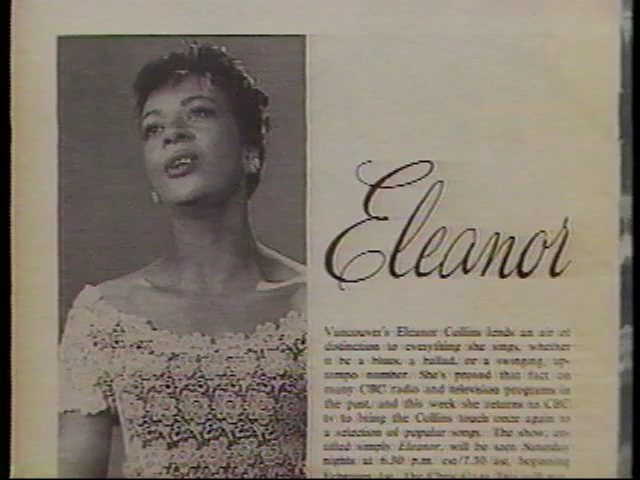 Eleanor
Vancouver's Eleanor Collins lends an air of
distinction to everything she sings, whether
it be a blues, a ballad, or a swinging, up-
tempo number. She's proved that fact on
many CBC radio and television programs in
the past, and this week she returns to CBC
tv to bring the Collins touch once again to
a selection of popular songs. The show, en-
titled simply Eleanor, will be seen Saturday
nights at 6.30 p.m. est/7.30 ast, beginning